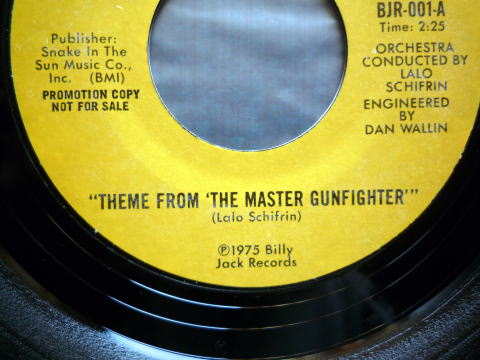 Publisher:
Snake In The
Sun Music Co.,
Inc. (BMI)
PROMOTION COPY
NOT FOR SALE
BJR-001-A
Time: 2:25
ORCHESTRA
CONDUCTED BY
LALO
SCHIFRIN
ENGINEERED
BY
DAN WALLIN
"THEME FROM 'THE MASTER GUNFIGHTER'"
(Lalo Schifrin)
℗1975 Billy
Jack Records